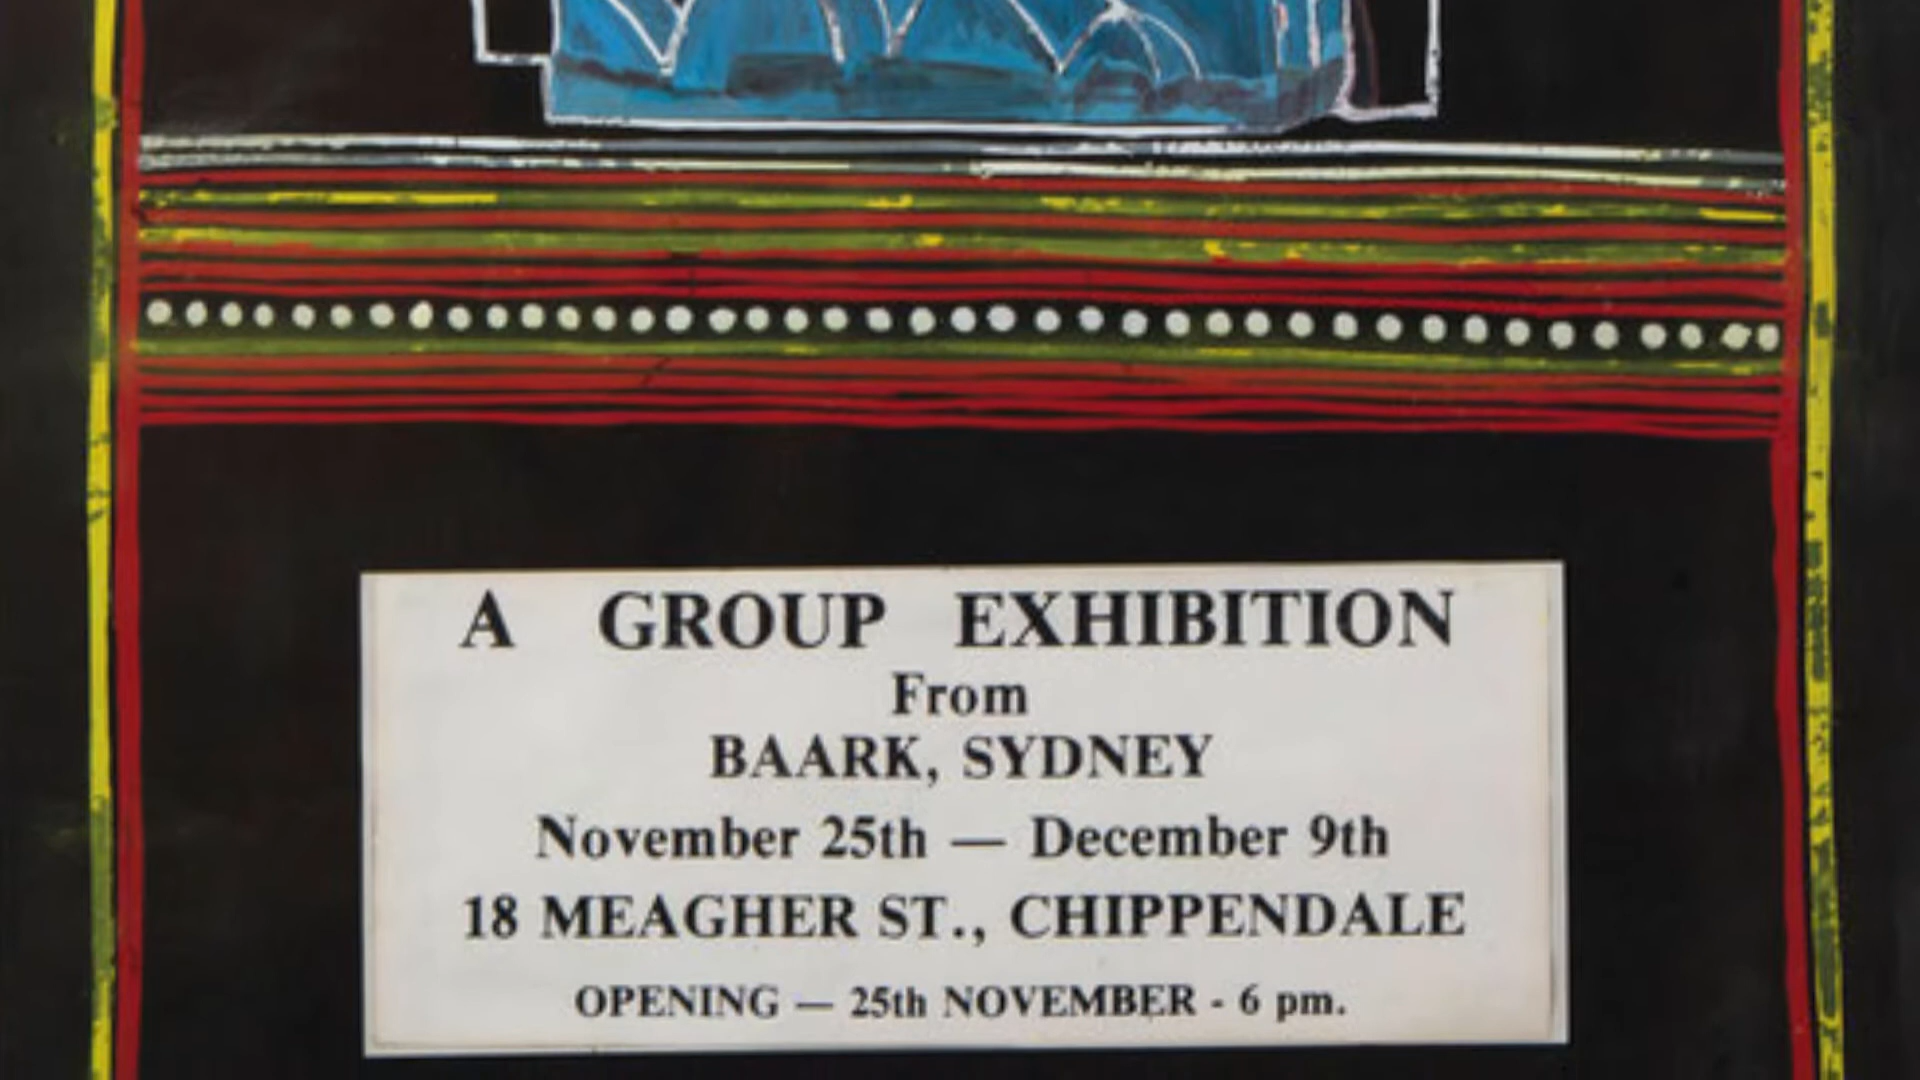 A GROUP EXHIBITION
From
BAARK, SYDNEY
November 25th — December 9th
18 MEAGHER ST., CHIPPENDALE
OPENING — 25th NOVEMBER - 6 pm.